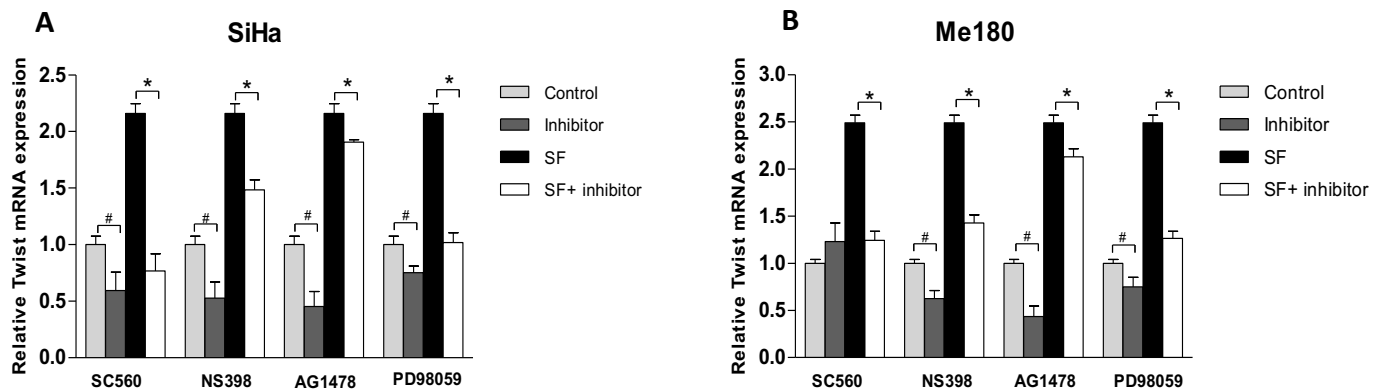 A
SiHa
Relative Twist mRNA expression
2.5
2.0
1.5
1.0
0.5
0.0
* * * *
# # # #
SC560 NS398 AG1478 PD98059
Control
Inhibitor
SF
SF+ inhibitor
B
Me180
Relative Twist mRNA expression
3.0
2.5
2.0
1.5
1.0
0.5
0.0
* * * *
# # #
SC560 NS398 AG1478 PD98059
Control
Inhibitor
SF
SF+ inhibitor